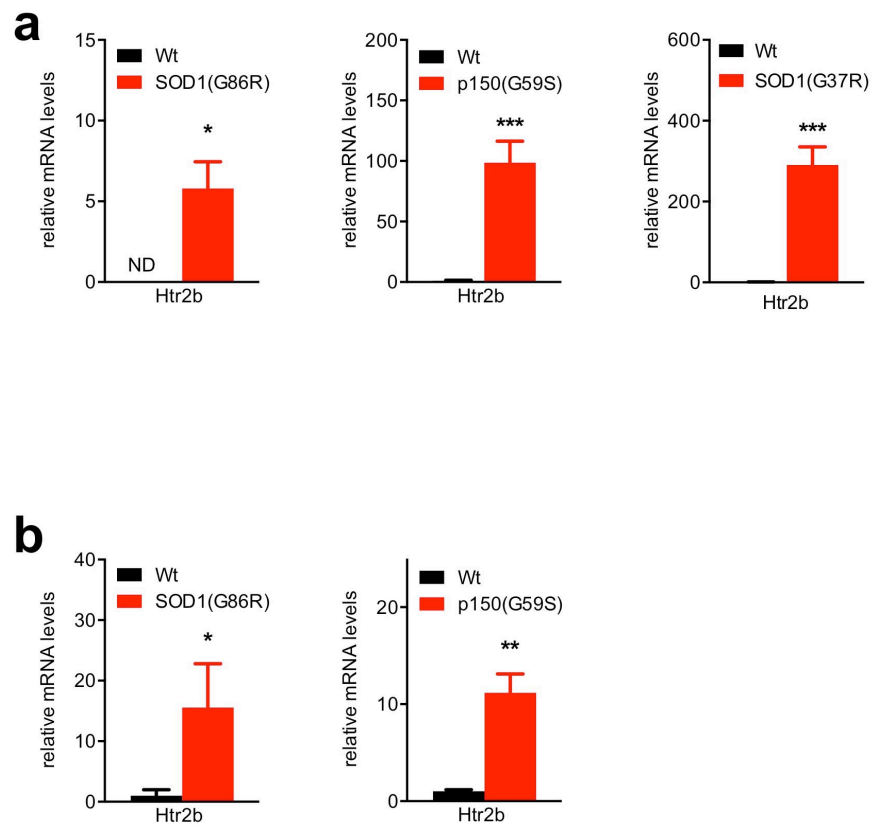 a
15
10
5
0
relative mRNA levels
Wt
SOD1(G86R)
*
ND
Htr2b
200
150
100
50
0
relative mRNA levels
Wt
p150(G59S)
***
Htr2b
600
400
200
0
relative mRNA levels
Wt
SOD1(G37R)
***
Htr2b
b
40
30
20
10
0
relative mRNA levels
Wt
SOD1(G86R)
*
Htr2b
20
10
0
relative mRNA levels
Wt
p150(G59S)
**
Htr2b